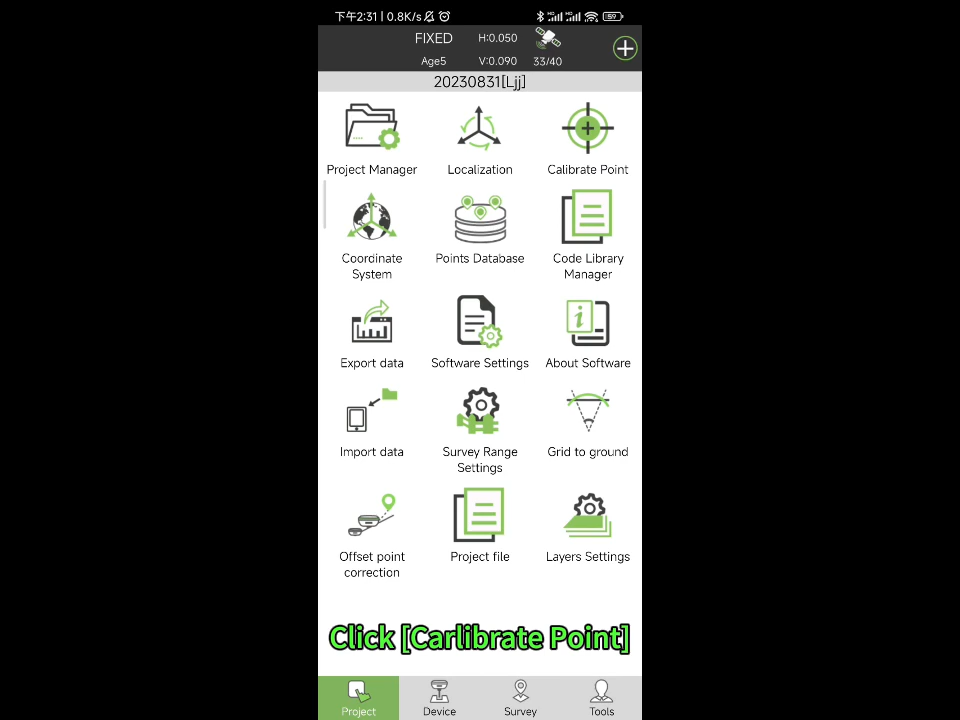 下午2:31 | 0.8K/s
FIXED H:0.050
Age5 V:0.090 33/40
20230831[Ljj]
Project Manager Localization Calibrate Point
Coordinate System Points Database Code Library Manager
Export data Software Settings About Software
Import data Survey Range Settings Grid to ground
Offset point correction Project file Layers Settings
Click [Carlibrate Point]
Project Device Survey Tools